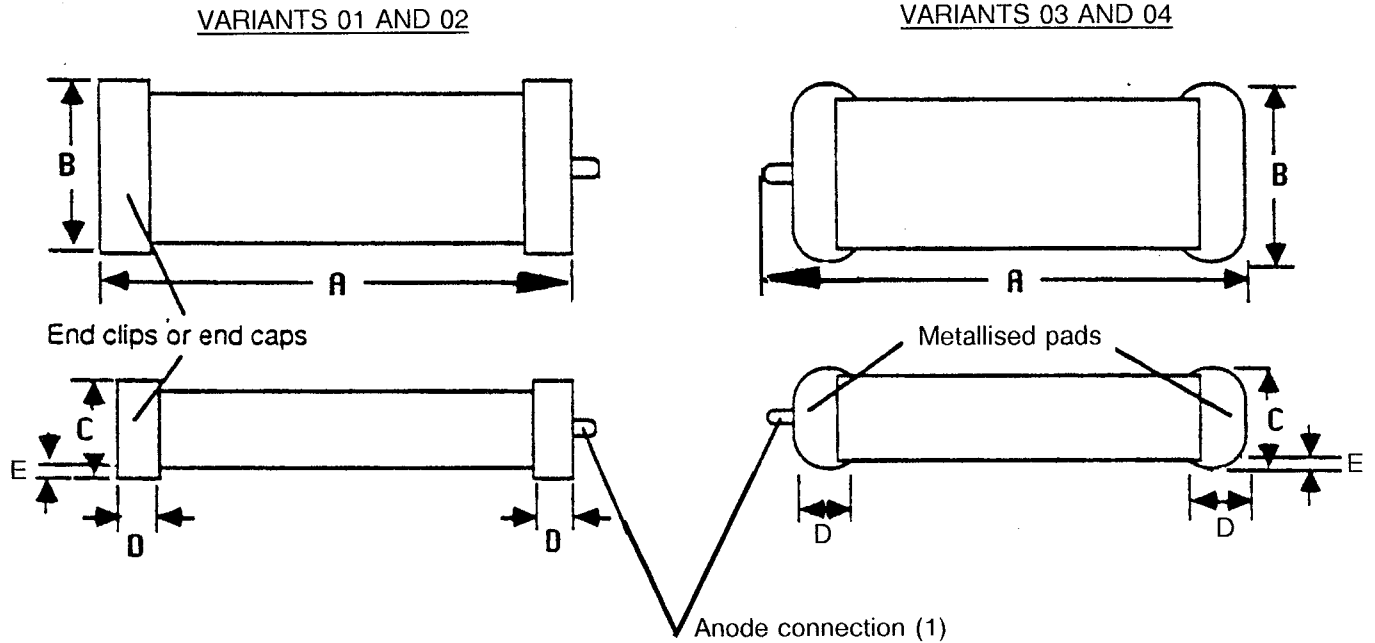 VARIANTS 01 AND 02
VARIANTS 03 AND 04
B
B
A
A
End clips or end caps
Metallised pads
C
C
E
E
D
D
D
D
Anode connection (1)